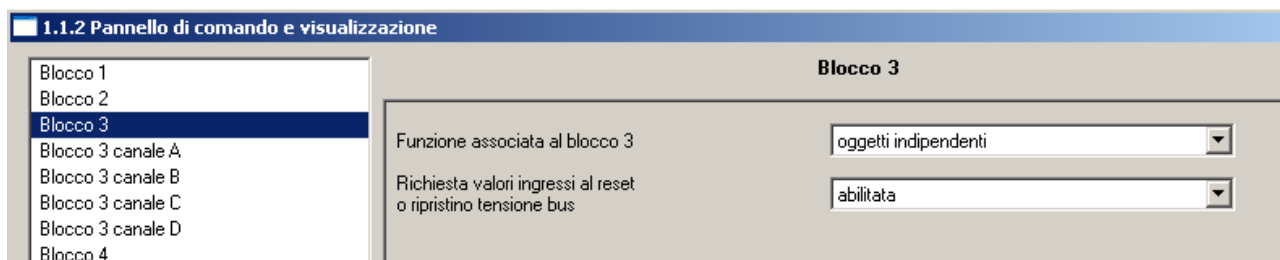 1.1.2 Pannello di comando e visualizzazione
Blocco 1
Blocco 2
Blocco 3
Blocco 3 canale A
Blocco 3 canale B
Blocco 3 canale C
Blocco 3 canale D
Blocco 4
Blocco 3
Funzione associata al blocco 3
oggetti indipendenti
Richiesta valori ingressi al reset
o ripristino tensione bus
abilitata